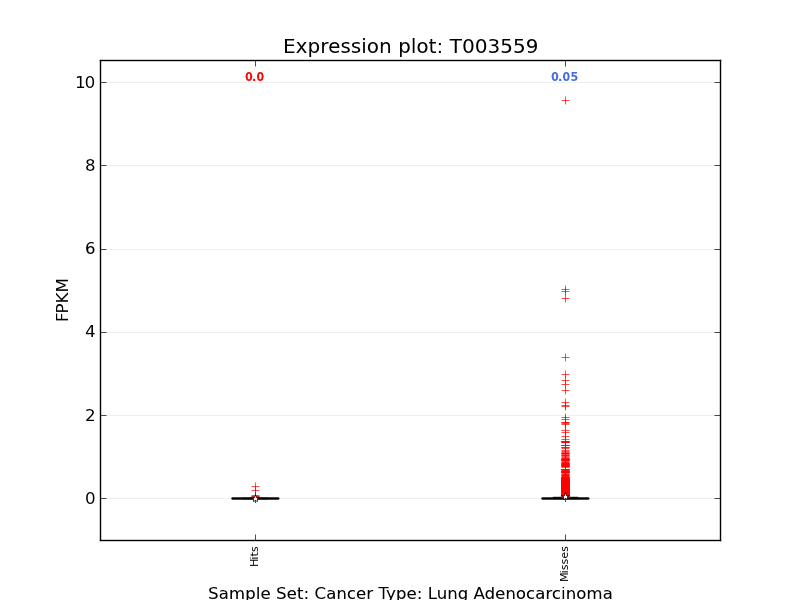 Expression plot: T003559
0.0
0.05
10
8
6
4
2
0
FPKM
Hits
Misses
Sample Set: Cancer Type: Lung Adenocarcinoma